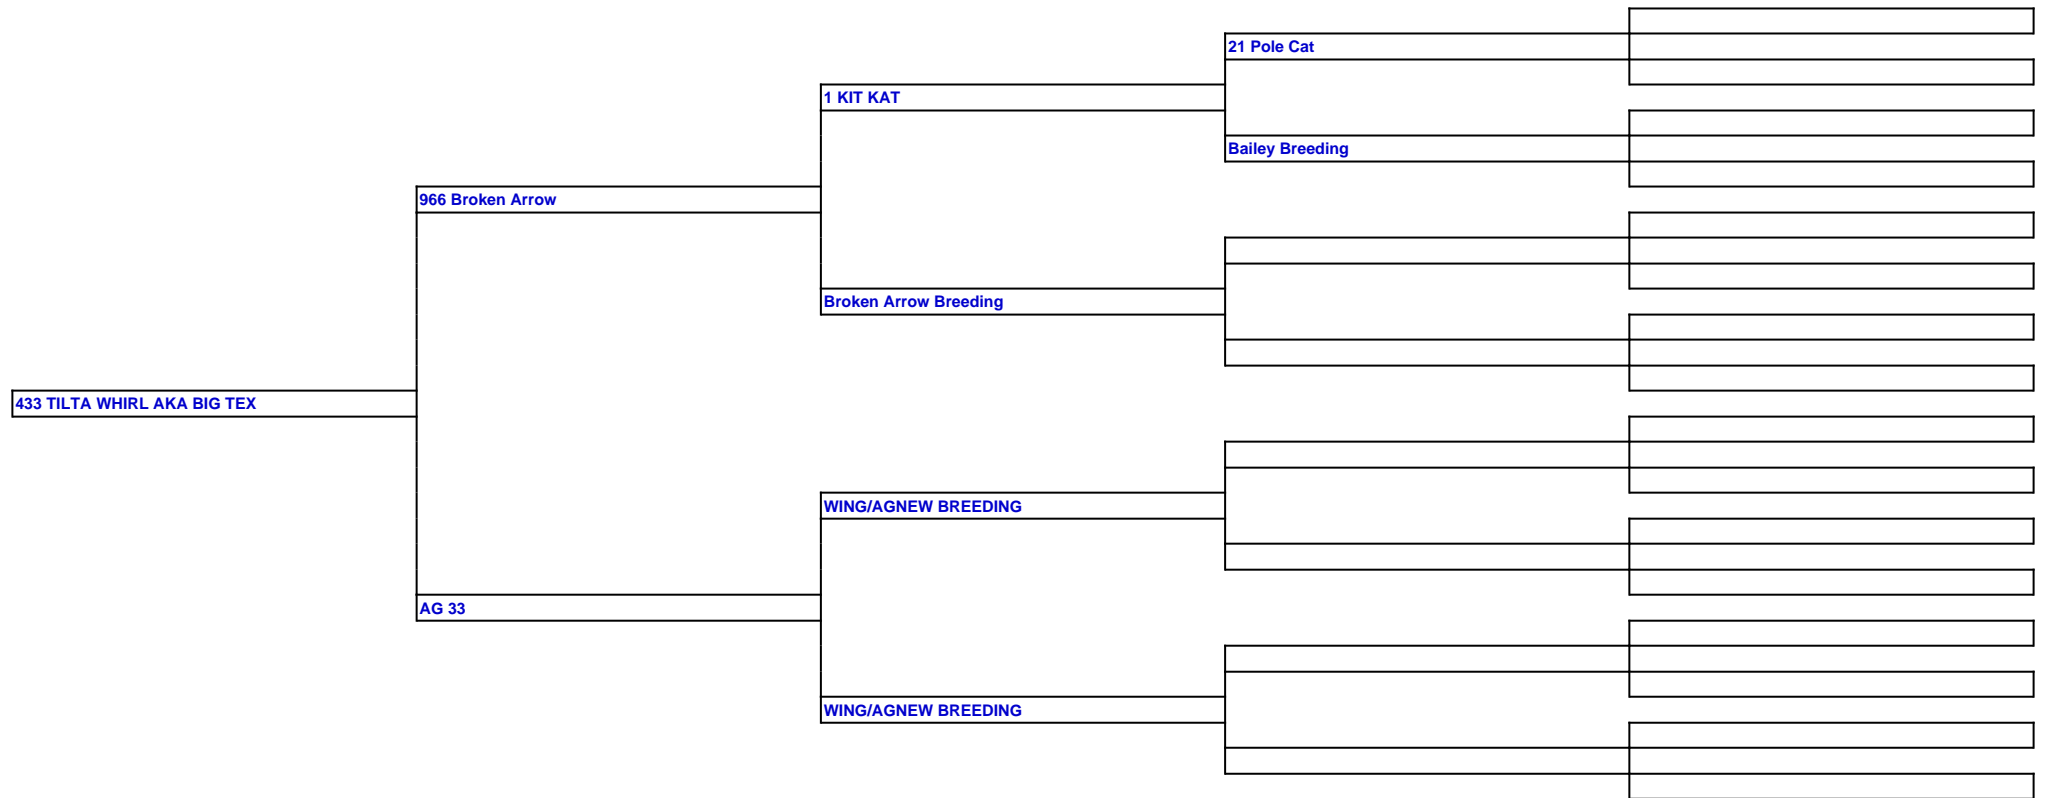 21 Pole Cat
1 KIT KAT
Bailey Breeding
966 Broken Arrow
Broken Arrow Breeding
433 TILTA WHIRL AKA BIG TEX
WING/AGNEW BREEDING
AG 33
WING/AGNEW BREEDING